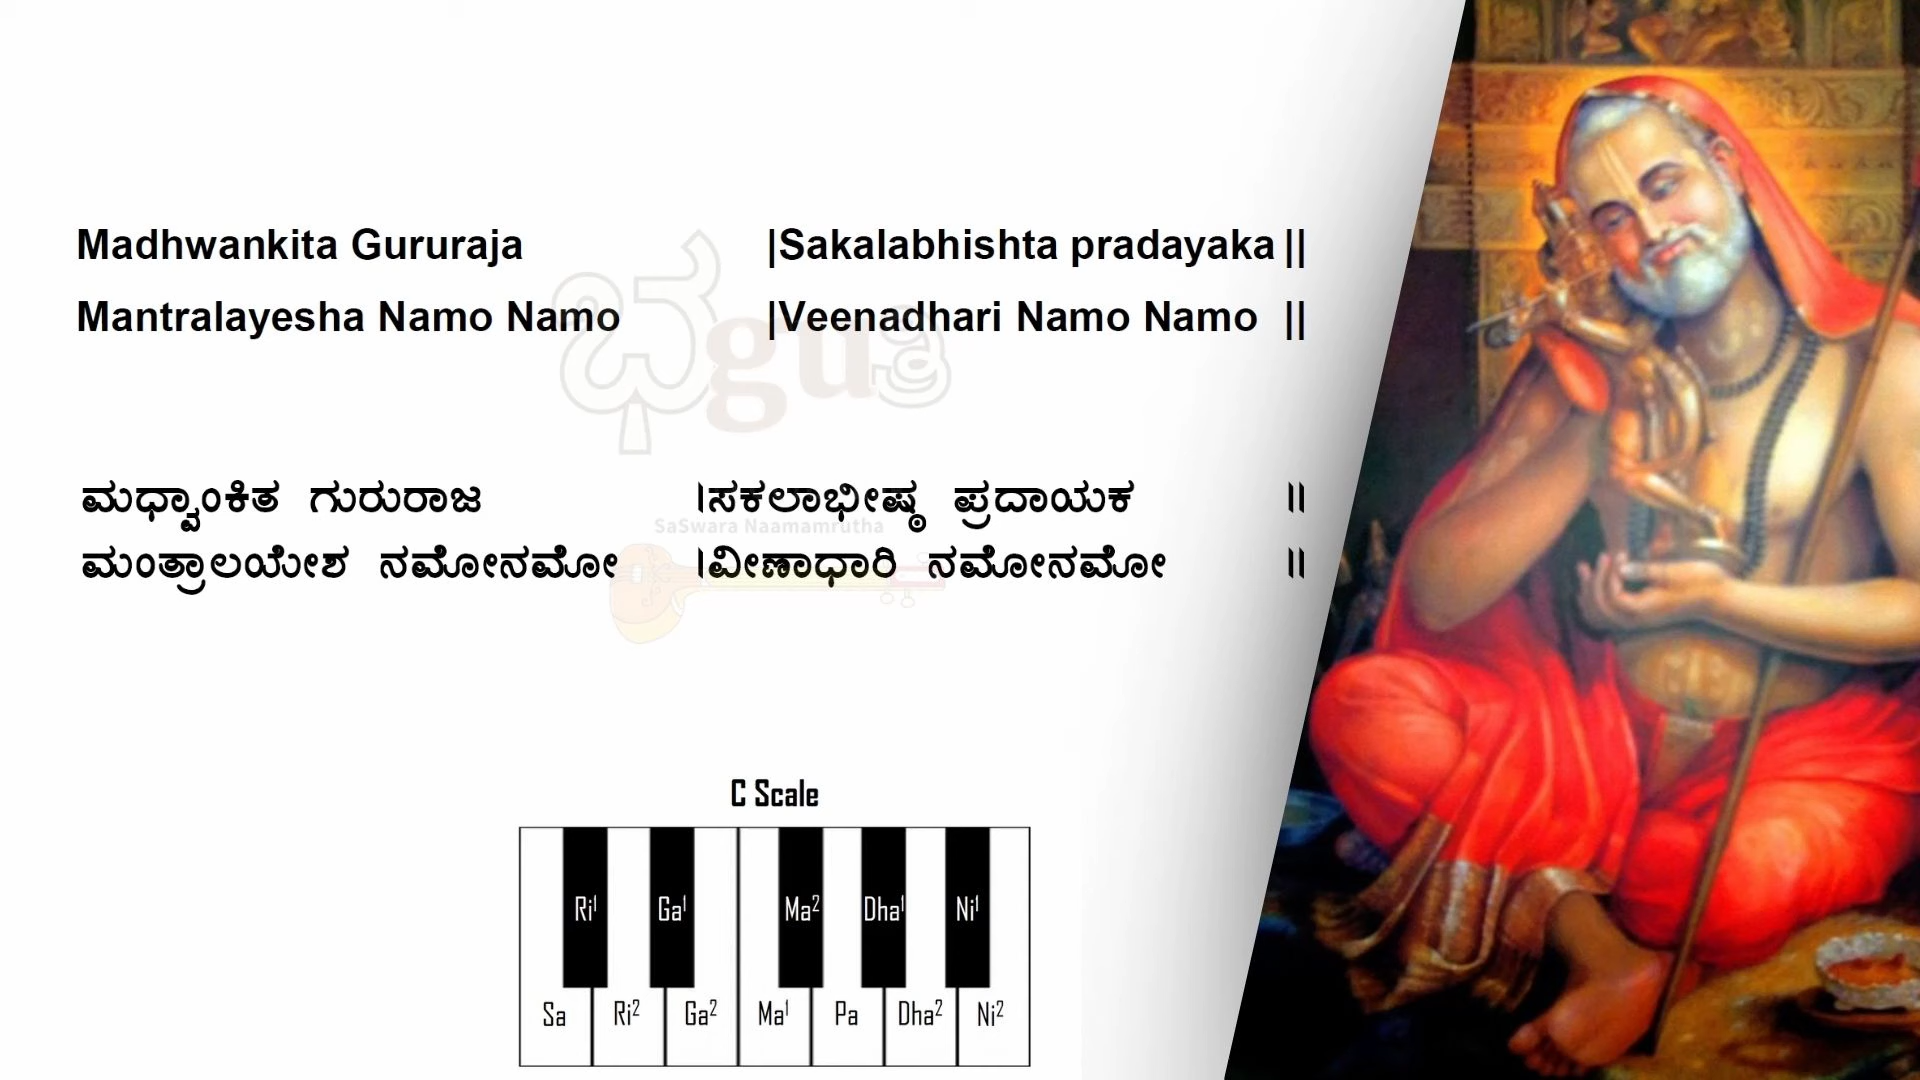 Madhwankita Gururaja |Sakalabhishta pradayaka ||
Mantralayesha Namo Namo |Veenadhari Namo Namo ||
ಭguತ್ರಿ
ಮಧ್ವಾಂಕಿತ ಗುರುರಾಜ ।ಸಕಲಾಭೀಷ್ಠ ಪ್ರದಾಯಕ ॥
SaSwara Naamamrutha
ಮಂತ್ರಾಲಯೇಶ ನಮೋನಮೋ ।ವೀಣಾಧಾರಿ ನಮೋನಮೋ ॥
C Scale
Ri¹ Ga¹ Ma² Dha¹ Ni¹
Sa Ri² Ga² Ma¹ Pa Dha² Ni²